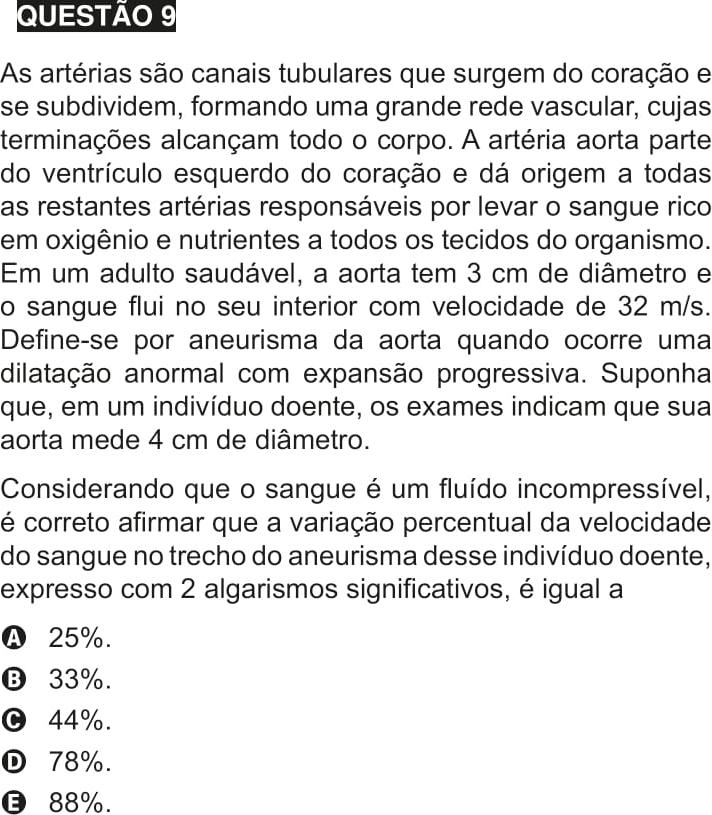 QUESTÃO 9
As artérias são canais tubulares que surgem do coração e
se subdividem, formando uma grande rede vascular, cujas
terminações alcançam todo o corpo. A artéria aorta parte
do ventrículo esquerdo do coração e dá origem a todas
as restantes artérias responsáveis por levar o sangue rico
em oxigênio e nutrientes a todos os tecidos do organismo.
Em um adulto saudável, a aorta tem 3 cm de diâmetro e
o sangue flui no seu interior com velocidade de 32 m/s.
Define-se por aneurisma da aorta quando ocorre uma
dilatação anormal com expansão progressiva. Suponha
que, em um indivíduo doente, os exames indicam que sua
aorta mede 4 cm de diâmetro.
Considerando que o sangue é um fluído incompressível,
é correto afirmar que a variação percentual da velocidade
do sangue no trecho do aneurisma desse indivíduo doente,
expresso com 2 algarismos significativos, é igual a
A 25%.
B 33%.
C 44%.
D 78%.
E 88%.